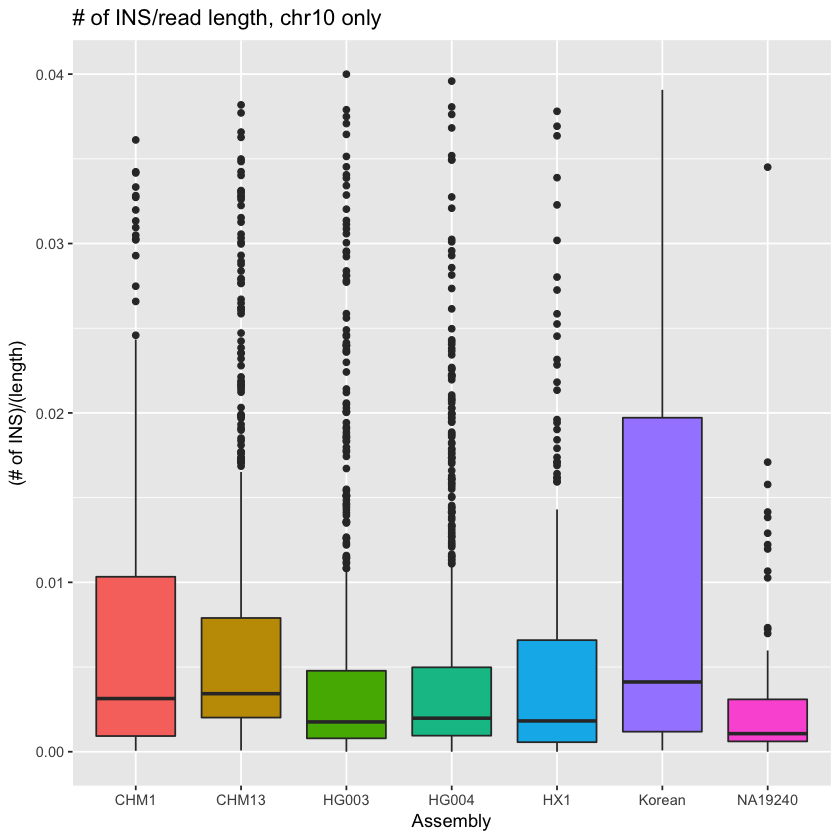 # of INS/read length, chr10 only
(# of INS)/(length)
0.04
0.03
0.02
0.01
0.00
CHM1 CHM13 HG003 HG004 HX1 Korean NA19240
Assembly